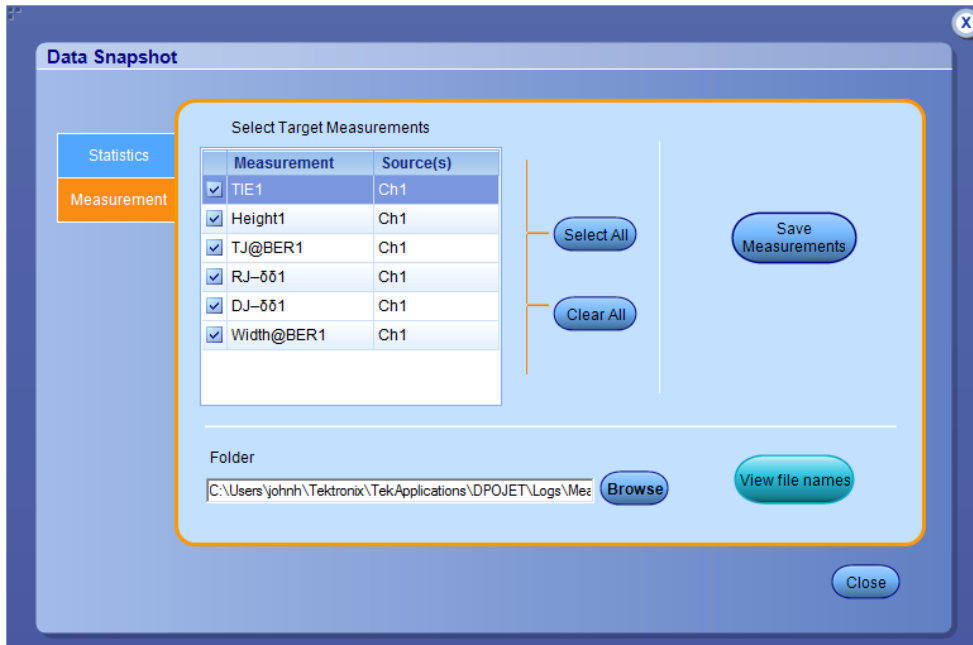 X
Data Snapshot
Statistics
Measurement
Select Target Measurements
Measurement Source(s)
TIE1 Ch1
Height1 Ch1
TJ@BER1 Ch1
RJ–δδ1 Ch1
DJ–δδ1 Ch1
Width@BER1 Ch1
Select All
Clear All
Save
Measurements
Folder
C:\Users\johnh\Tektronix\TekApplications\DPOJET\Logs\Mea
Browse
View file names
Close